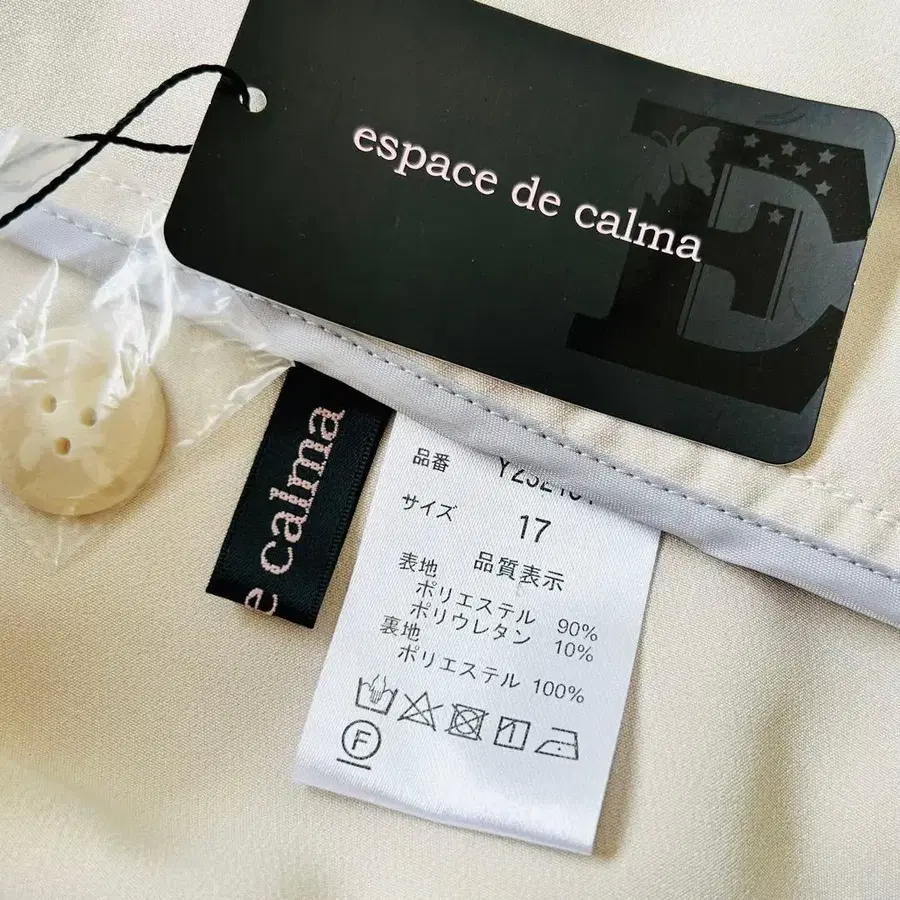 espace de calma
e calma
品番
サイズ 17
品質表示
表地
ポリエステル 90%
ポリウレタン 10%
裏地
ポリエステル 100%
F